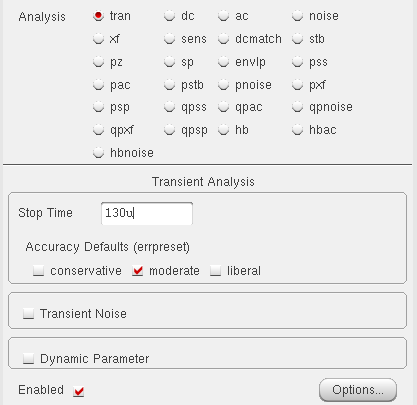 Analysis tran dc ac noise
xf sens dcmatch stb
pz sp envlp pss
pac pstb pnoise pxf
psp qpss qpac qpnoise
qpxf qpsp hb hbac
hbnoise
Transient Analysis
Stop Time 130u
Accuracy Defaults (errpreset)
conservative moderate liberal
Transient Noise
Dynamic Parameter
Enabled Options...